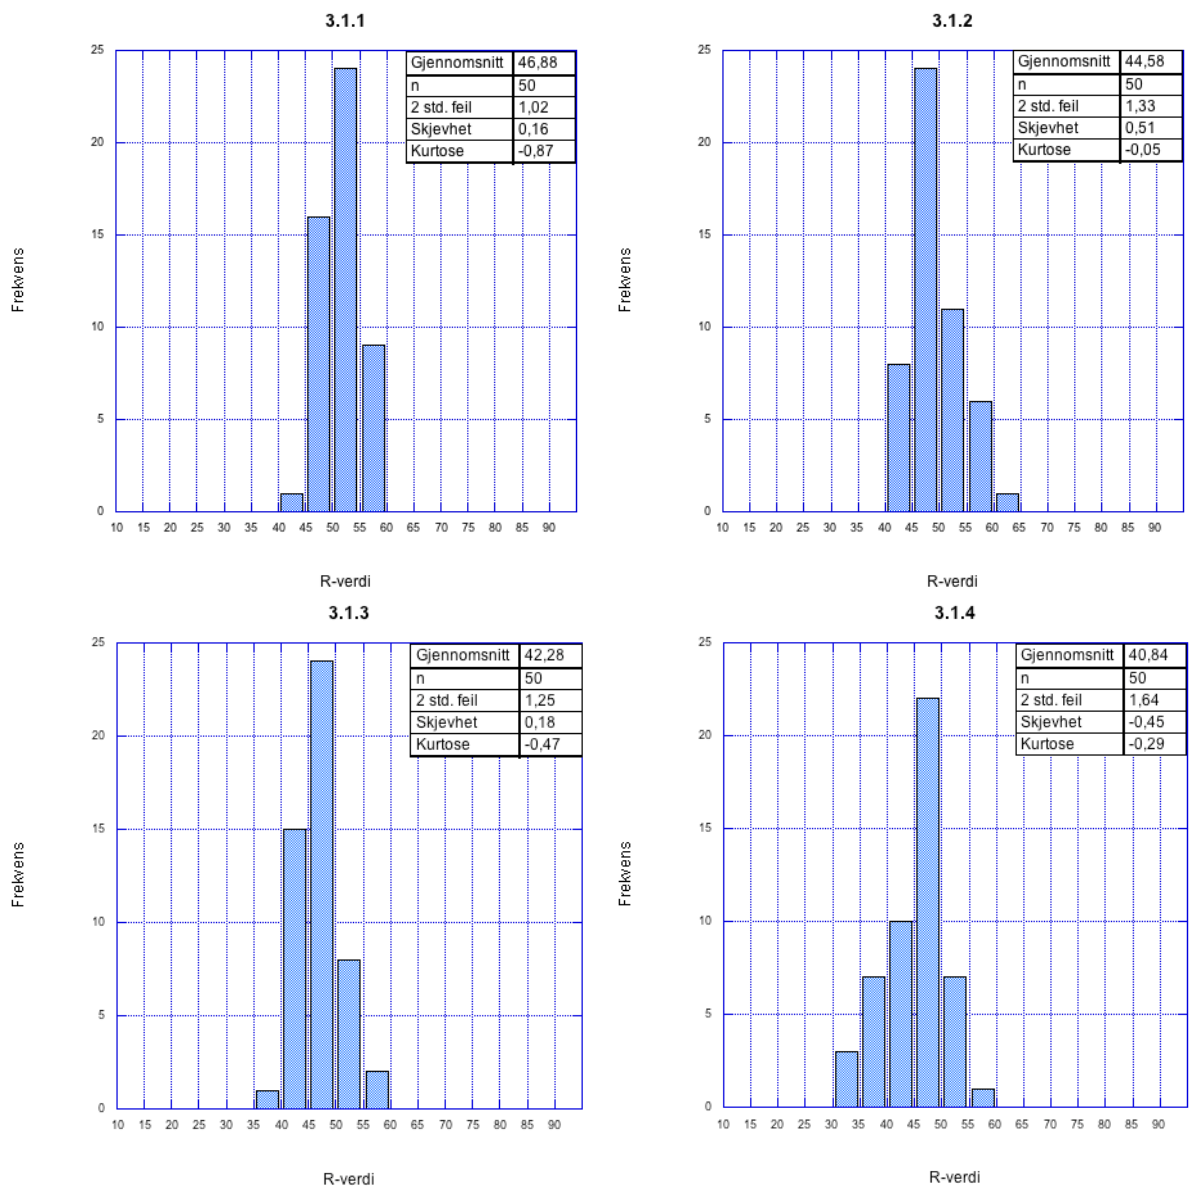 3.1.1
Gjennomsnitt 46,88
n 50
2 std. feil 1,02
Skjevhet 0,16
Kurtose -0,87
25
20
15
10
5
0
Frekvens
10 15 20 25 30 35 40 45 50 55 60 65 70 75 80 85 90
R-verdi
3.1.2
Gjennomsnitt 44,58
n 50
2 std. feil 1,33
Skjevhet 0,51
Kurtose -0,05
25
20
15
10
5
0
Frekvens
10 15 20 25 30 35 40 45 50 55 60 65 70 75 80 85 90
R-verdi
3.1.3
Gjennomsnitt 42,28
n 50
2 std. feil 1,25
Skjevhet 0,18
Kurtose -0,47
25
20
15
10
5
0
Frekvens
10 15 20 25 30 35 40 45 50 55 60 65 70 75 80 85 90
R-verdi
3.1.4
Gjennomsnitt 40,84
n 50
2 std. feil 1,64
Skjevhet -0,45
Kurtose -0,29
25
20
15
10
5
0
Frekvens
10 15 20 25 30 35 40 45 50 55 60 65 70 75 80 85 90
R-verdi